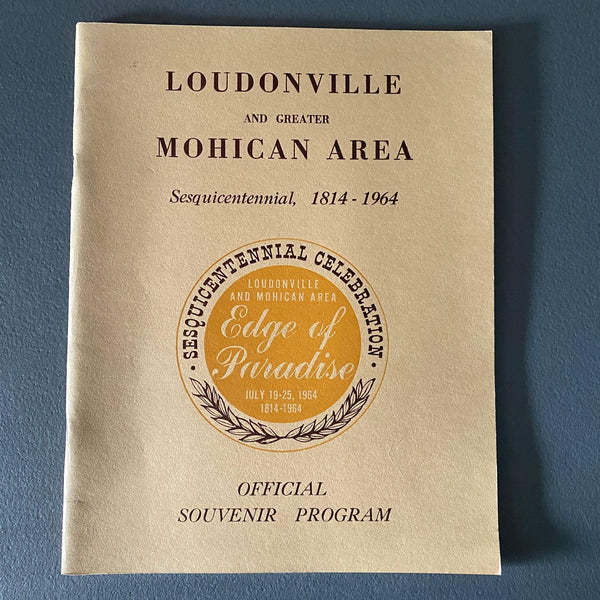 LOUDONVILLE
AND GREATER
MOHICAN AREA
Sesquicentennial, 1814 - 1964
· SESQUICENTENNIAL CELEBRATION ·
LOUDONVILLE
AND MOHICAN AREA
Edge of
Paradise
JULY 19-25, 1964
1814-1964
OFFICIAL
SOUVENIR PROGRAM